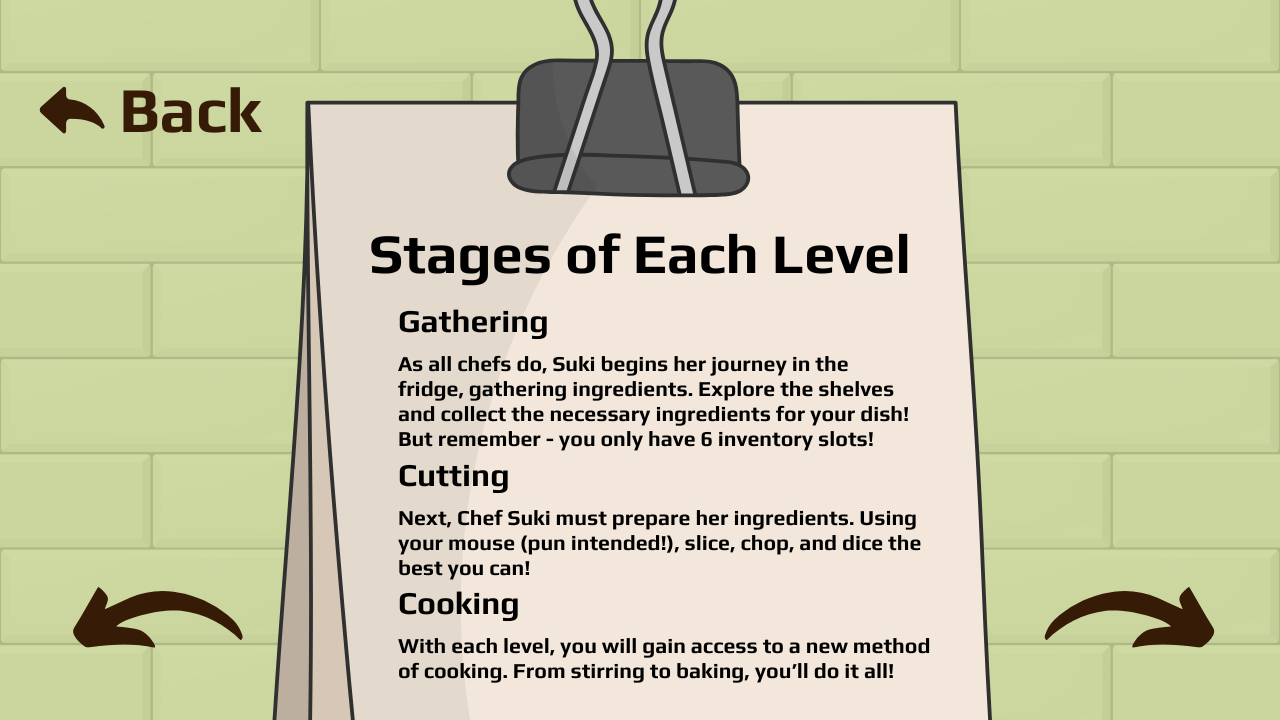 Back
Stages of Each Level
Gathering
As all chefs do, Suki begins her journey in the
fridge, gathering ingredients. Explore the shelves
and collect the necessary ingredients for your dish!
But remember - you only have 6 inventory slots!
Cutting
Next, Chef Suki must prepare her ingredients. Using
your mouse (pun intended!), slice, chop, and dice the
best you can!
Cooking
With each level, you will gain access to a new method
of cooking. From stirring to baking, you’ll do it all!